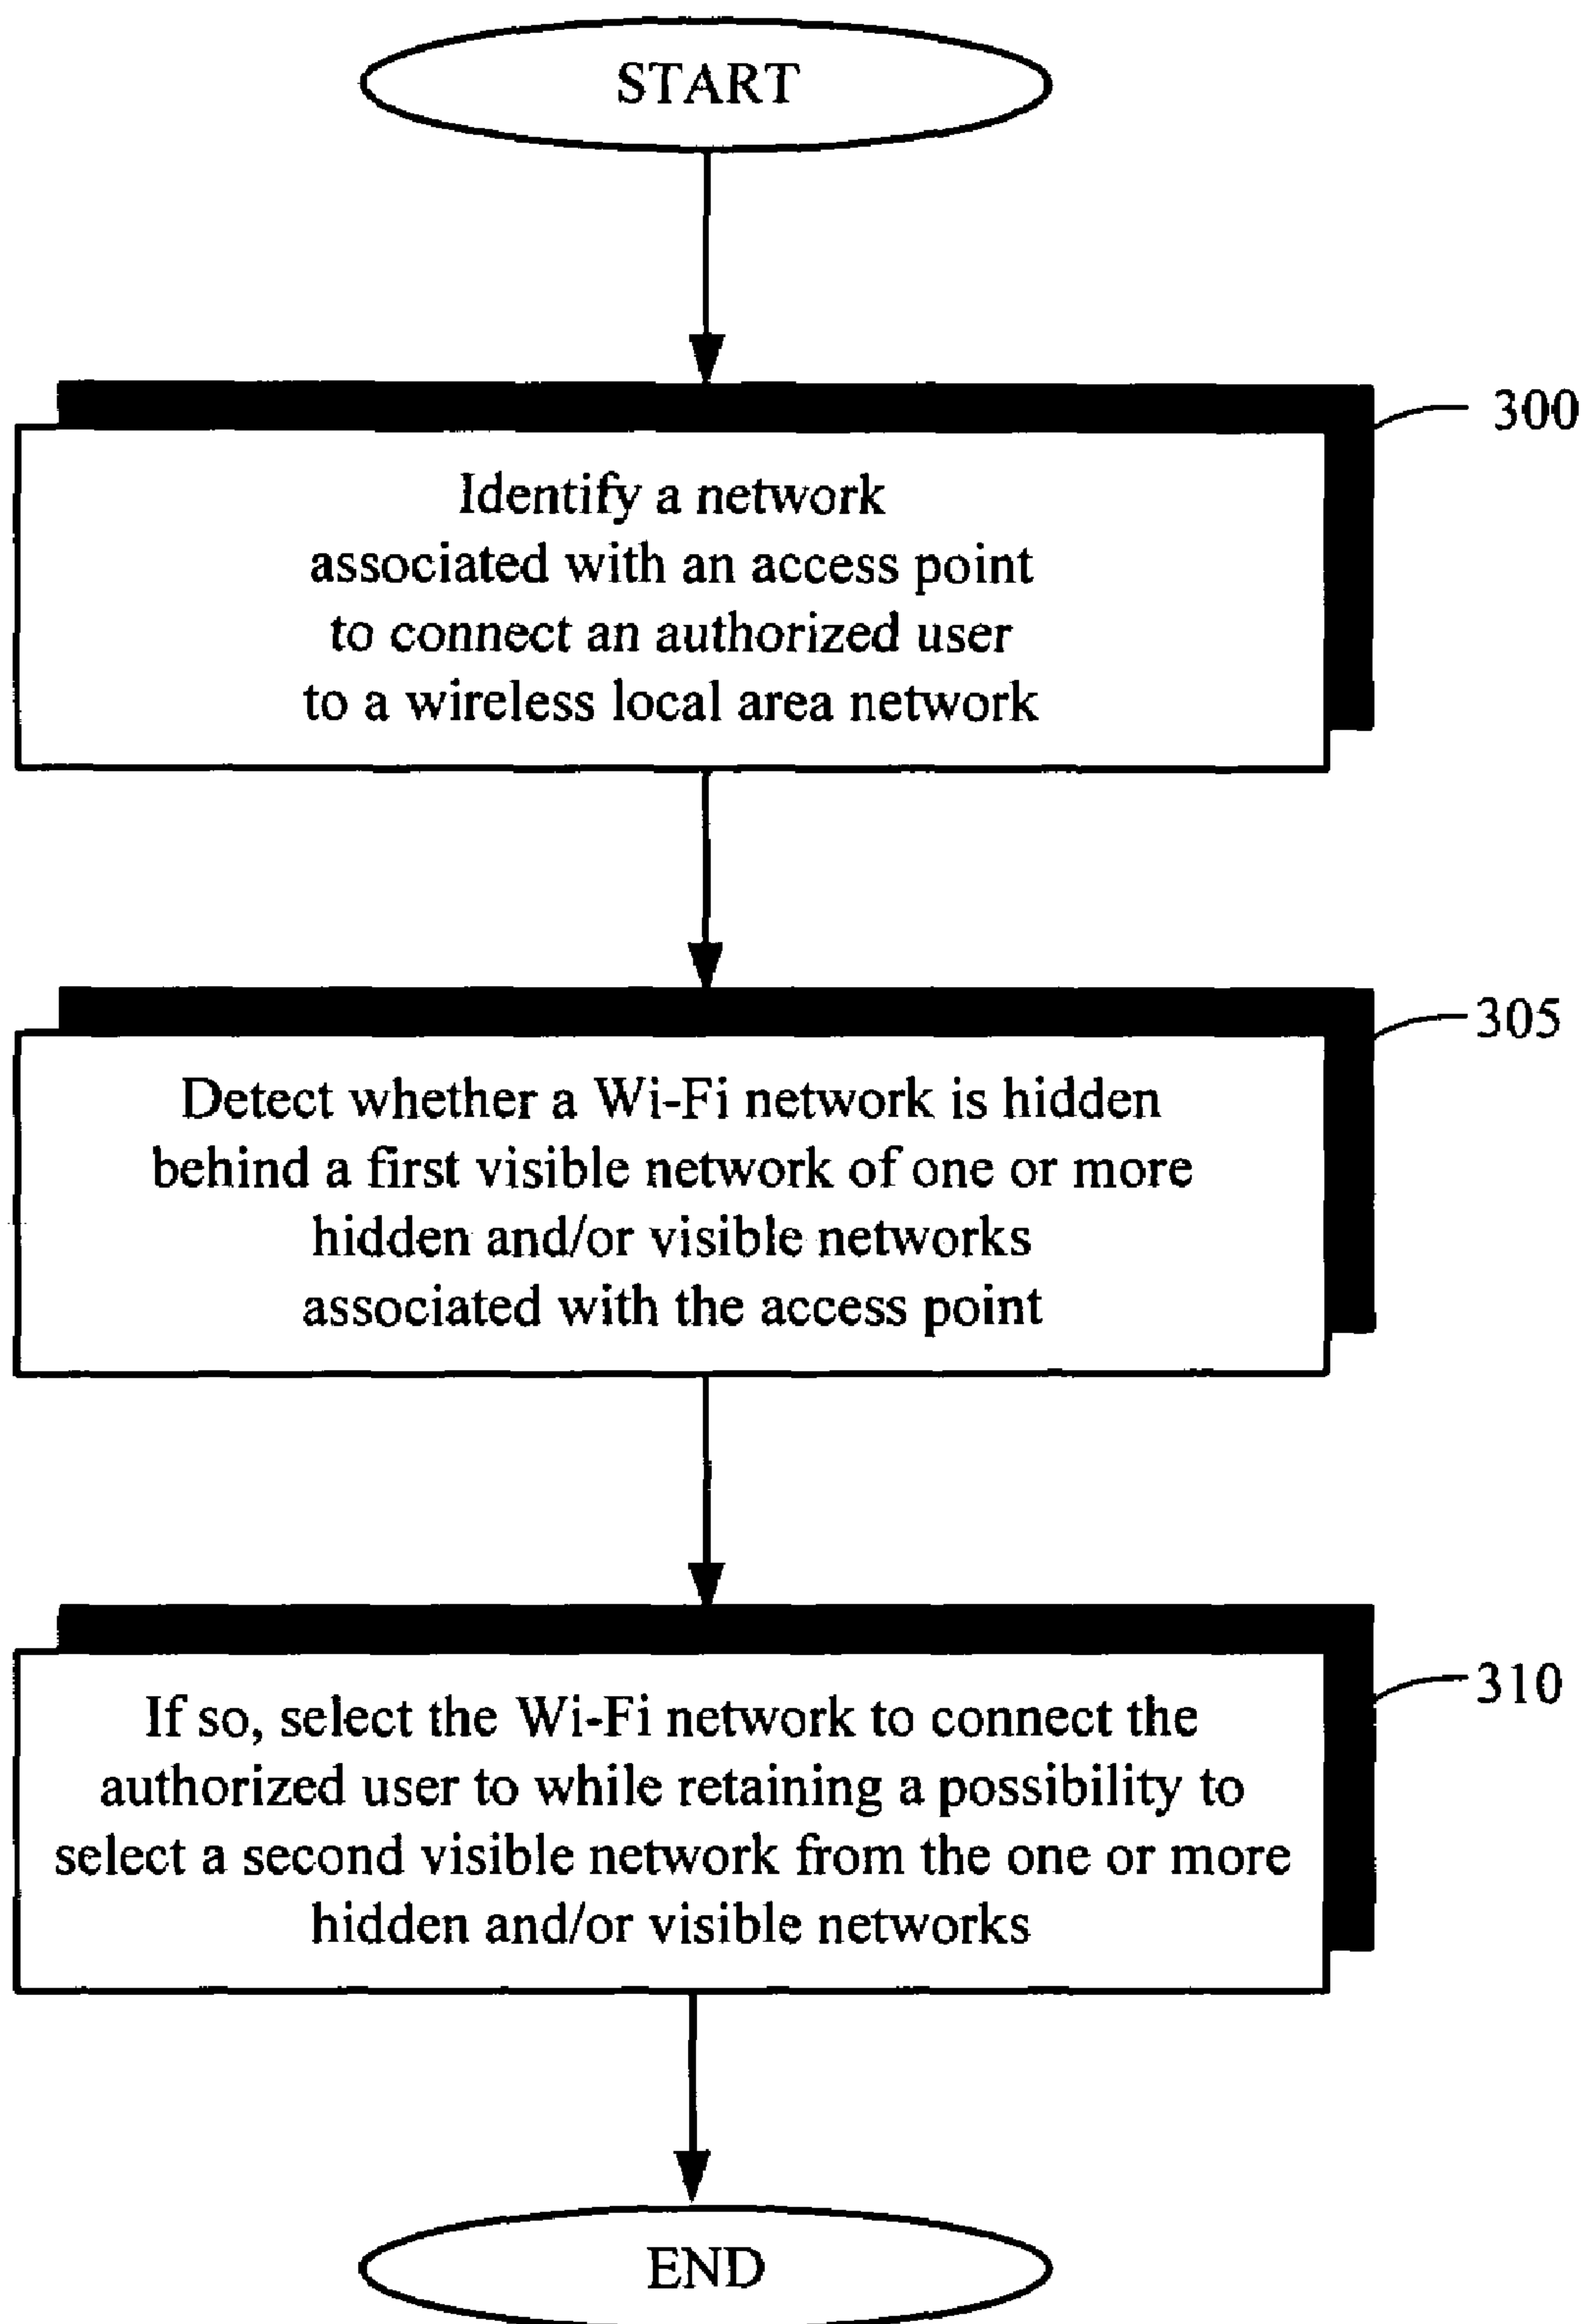 START
300
Identify a network
associated with an access point
to connect an authorized user
to a wireless local area network
305
Detect whether a Wi-Fi network is hidden
behind a first visible network of one or more
hidden and/or visible networks
associated with the access point
310
If so, select the Wi-Fi network to connect the
authorized user to while retaining a possibility to
select a second visible network from the one or more
hidden and/or visible networks
END